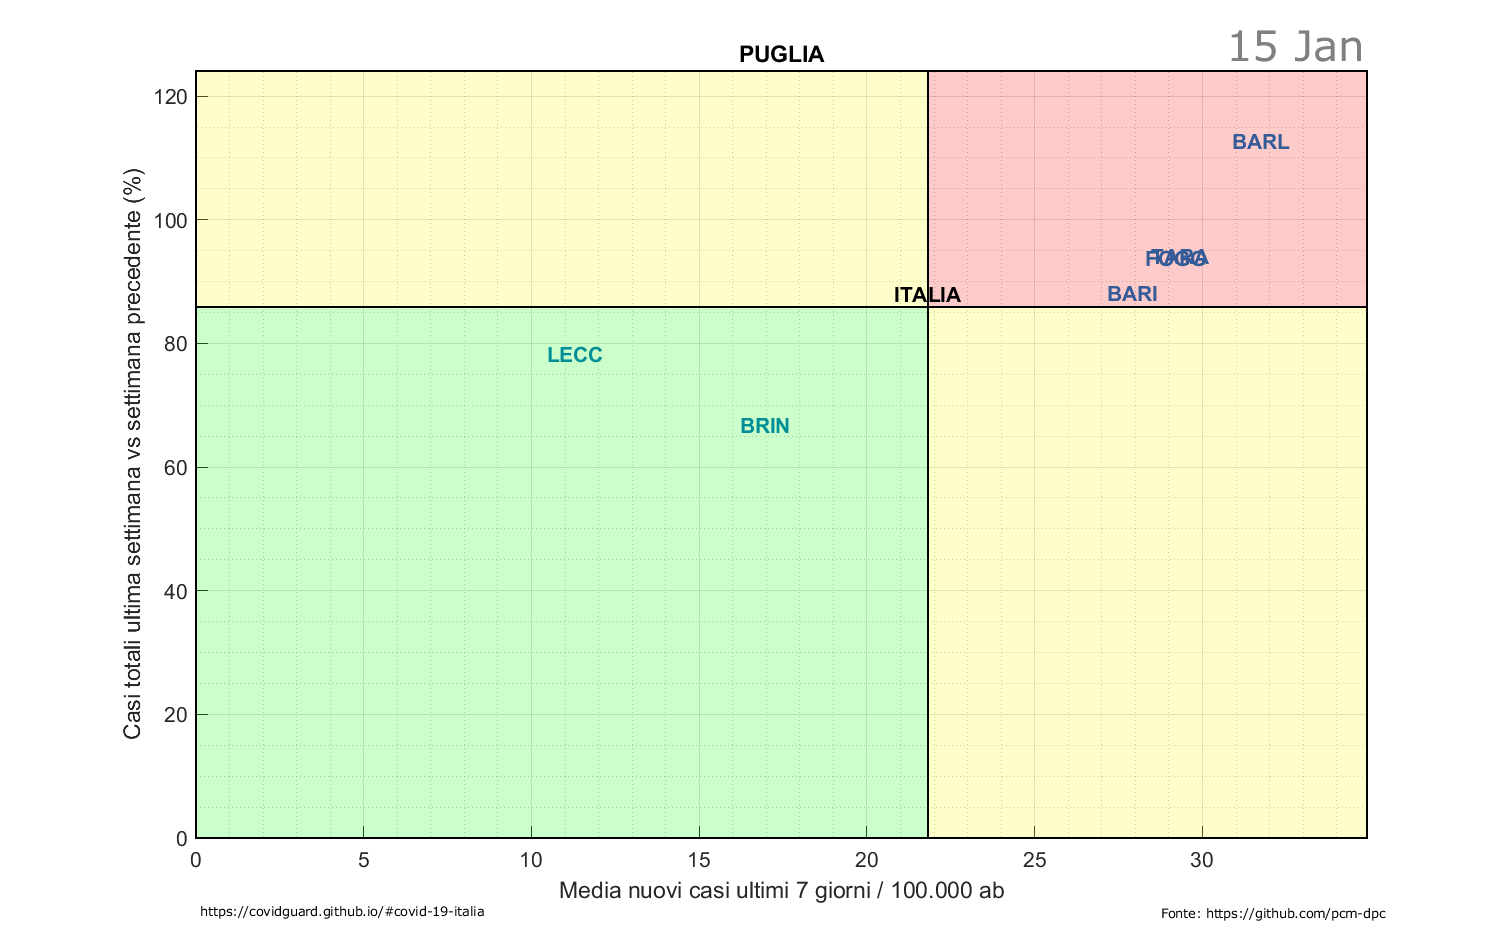 PUGLIA
15 Jan
Casi totali ultima settimana vs settimana precedente (%)
120
100
80
60
40
20
0
BARL
TARA
FOGG
BARI
ITALIA
LECC
BRIN
0 5 10 15 20 25 30
Media nuovi casi ultimi 7 giorni / 100.000 ab
https://covidguard.github.io/#covid-19-italia
Fonte: https://github.com/pcm-dpc